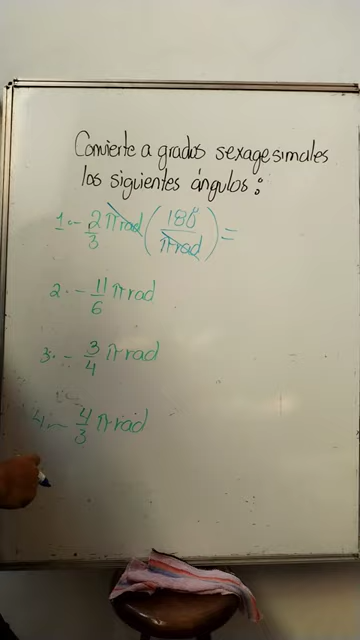 Convierte a grados sexagesimales
los siguientes ángulos:
1.- 2/3 π rad (180°/π rad) =
2.- 11/6 π rad
3.- 3/4 π rad
4.- 4/3 π rad